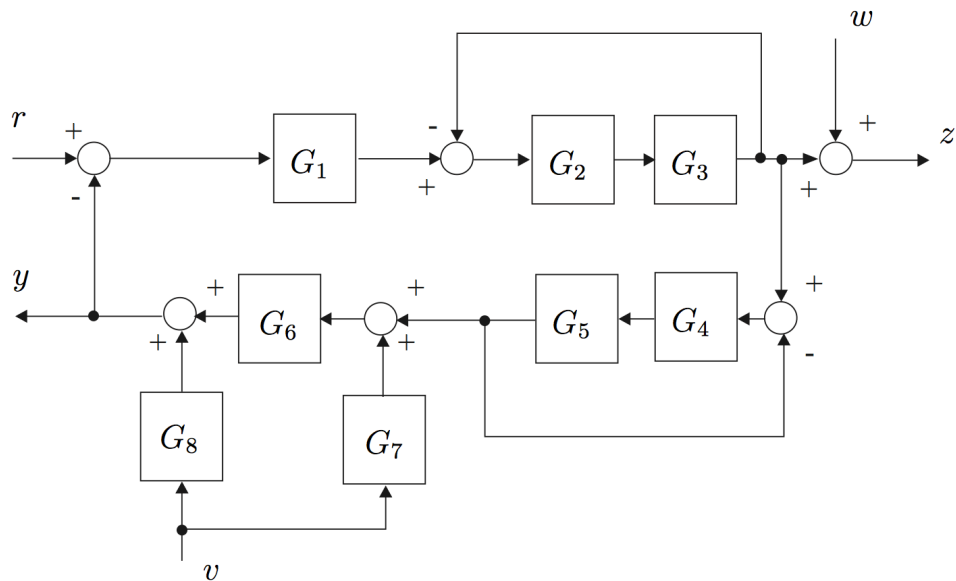 w
r + - + z
G₁ G₂ G₃
- + +
y + + +
G₆ G₅ G₄
+ + -
G₈ G₇
v